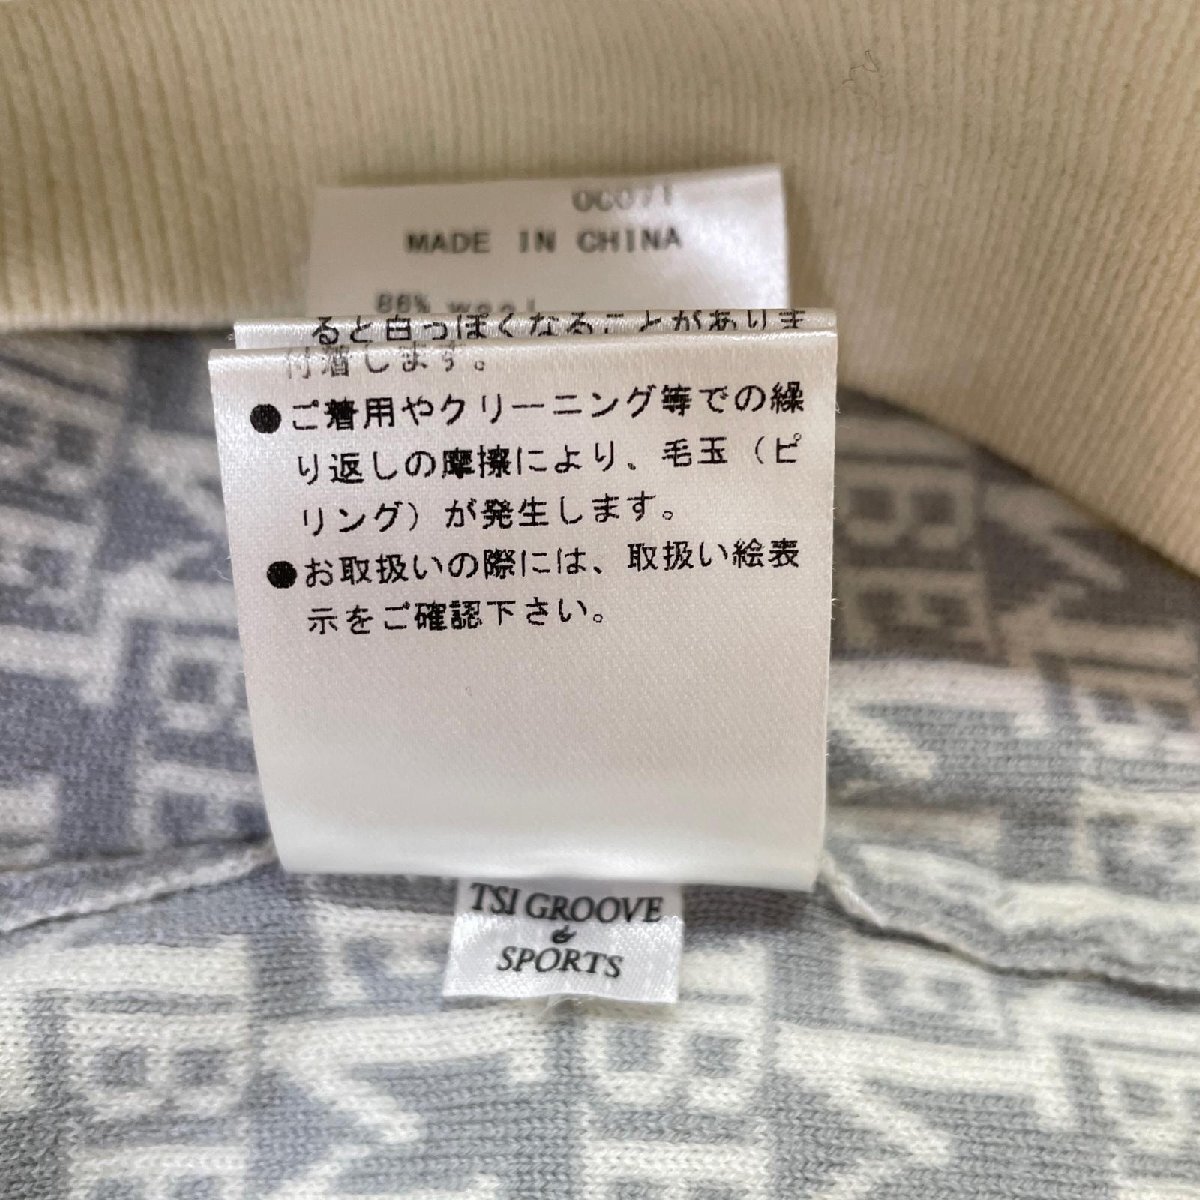 OC071
MADE IN CHINA
86% wool
ると白っぽくなることがありま
付着します。
●ご着用やクリーニング等での繰
り返しの摩擦により、毛玉（ピ
リング）が発生します。
●お取扱いの際には、取扱い絵表
示をご確認下さい。
TSI GROOVE
&
SPORTS